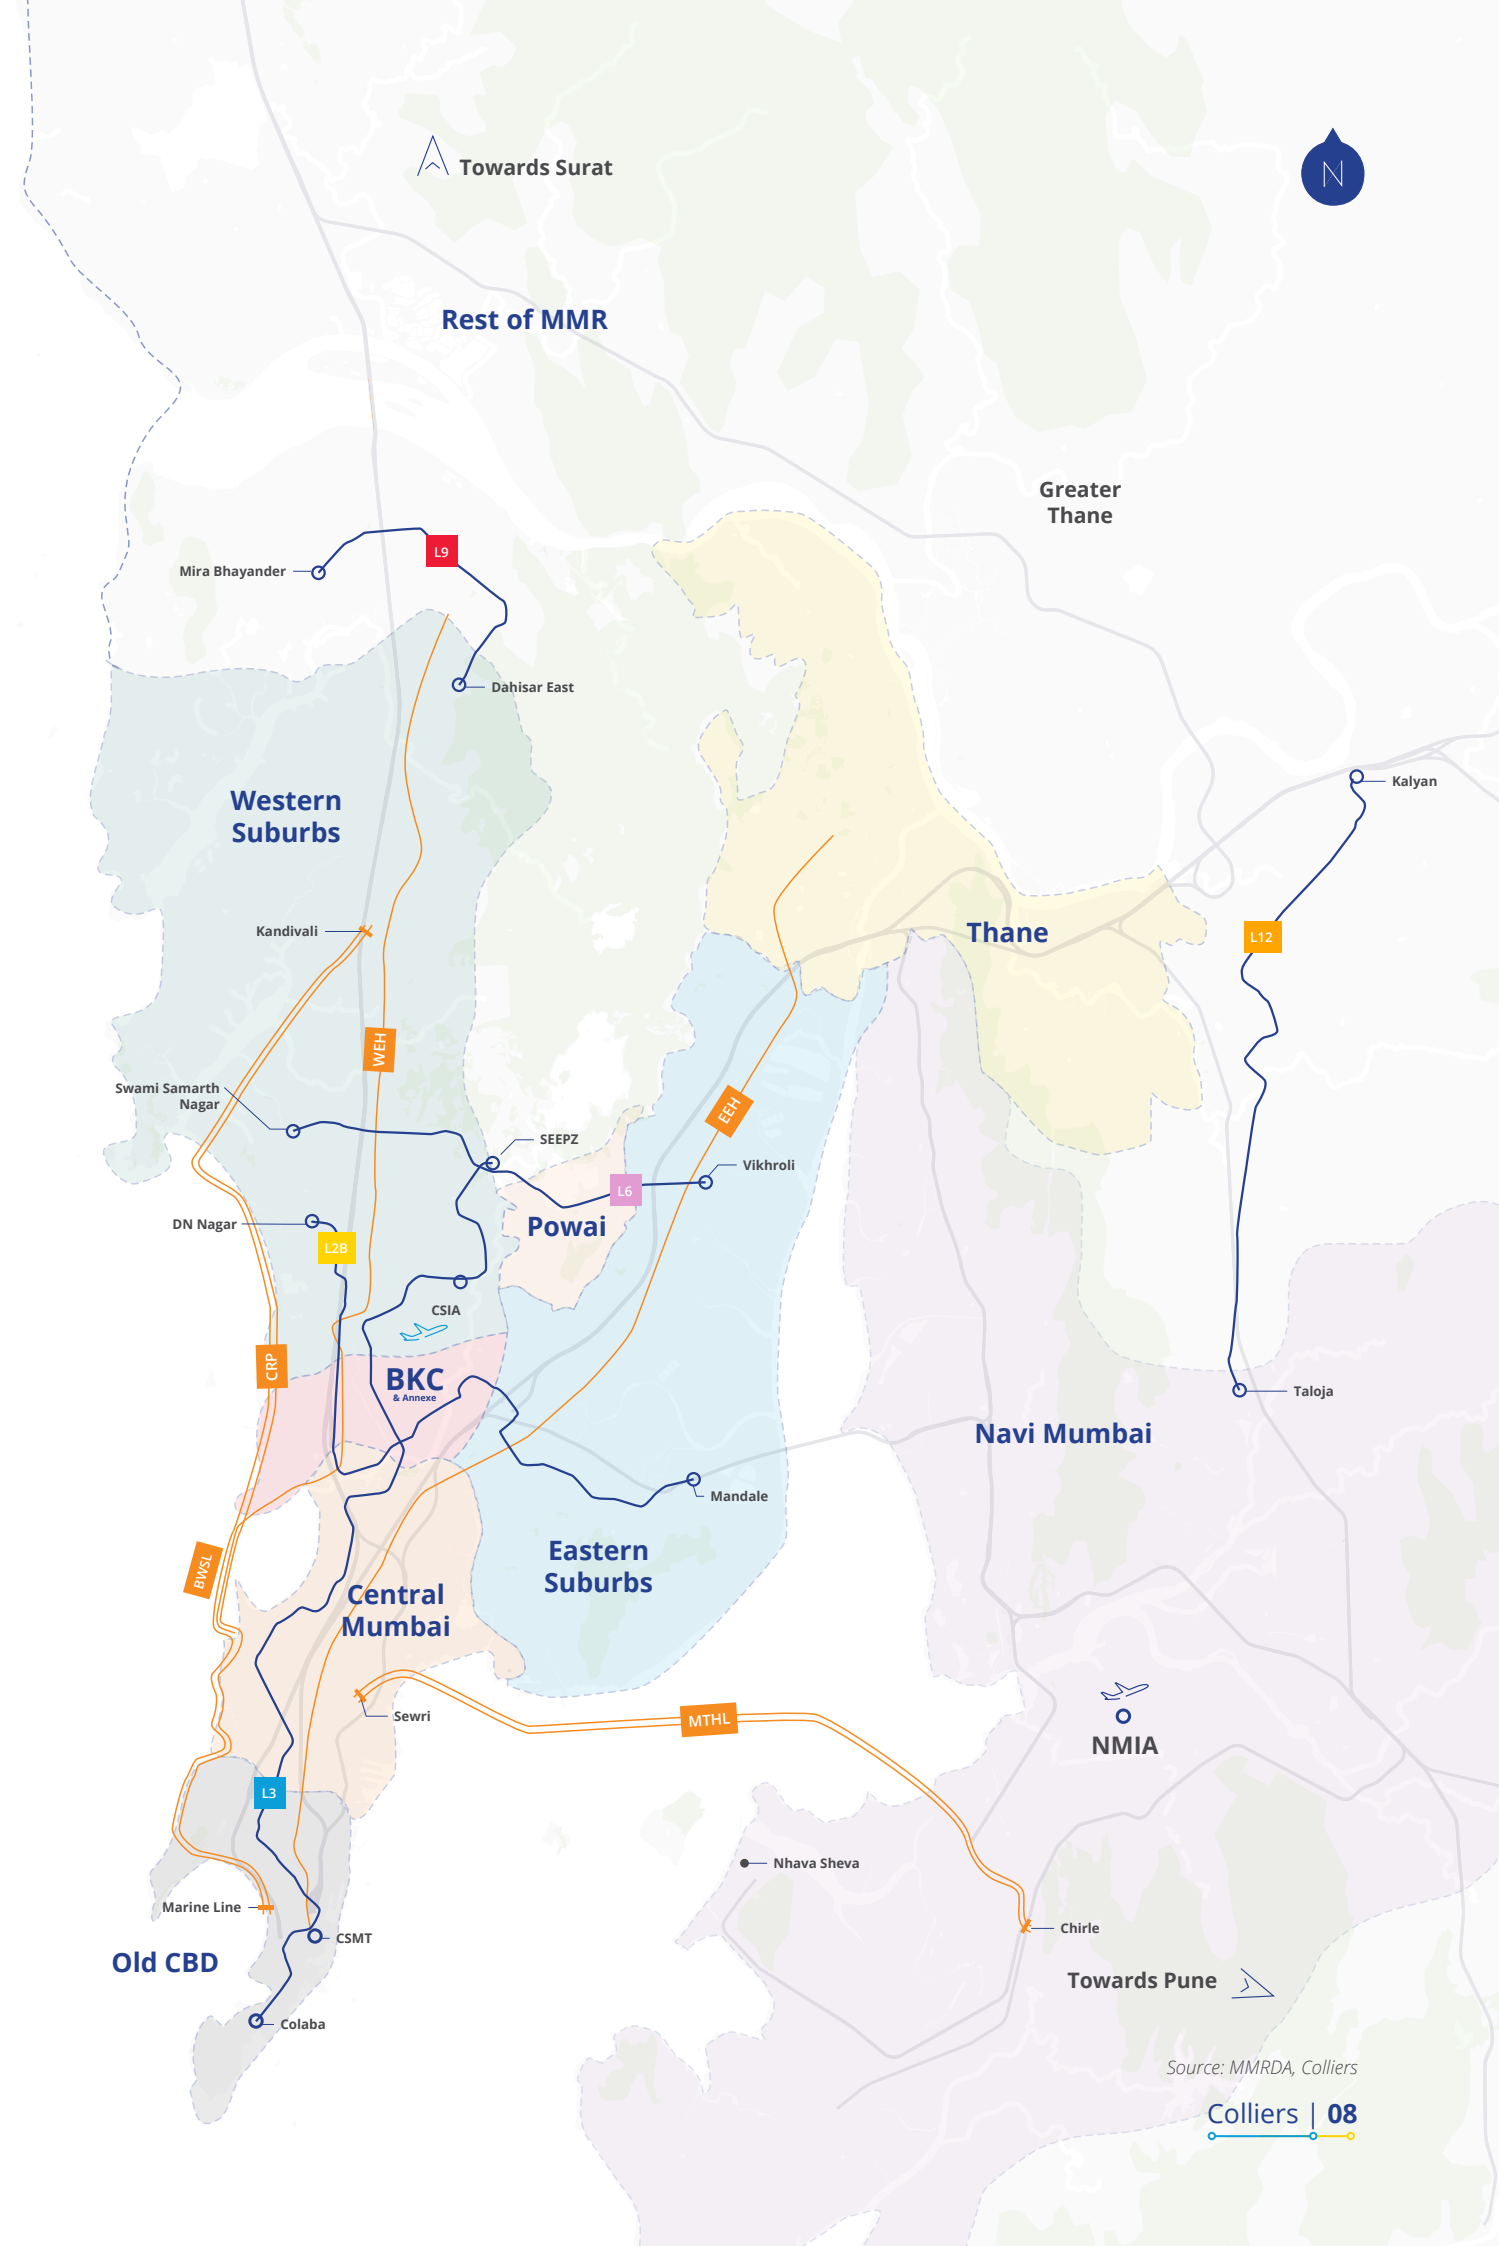 Towards Surat
N
Rest of MMR
Greater
Thane
L9
Mira Bhayander
Dahisar East
Kalyan
Western
Suburbs
Kandivali
Thane
L12
WEH
Swami Samarth
Nagar
EEH
SEEPZ
Vikhroli
L6
DN Nagar
Powai
L2B
CSIA
CRP
BKC
& Annexe
Taloja
Navi Mumbai
Mandale
Eastern
Suburbs
BWSL
Central
Mumbai
Sewri
MTHL
NMIA
L3
Nhava Sheva
Marine Line
CSMT
Chirle
Old CBD
Towards Pune
Colaba
Source: MMRDA, Colliers
Colliers | 08